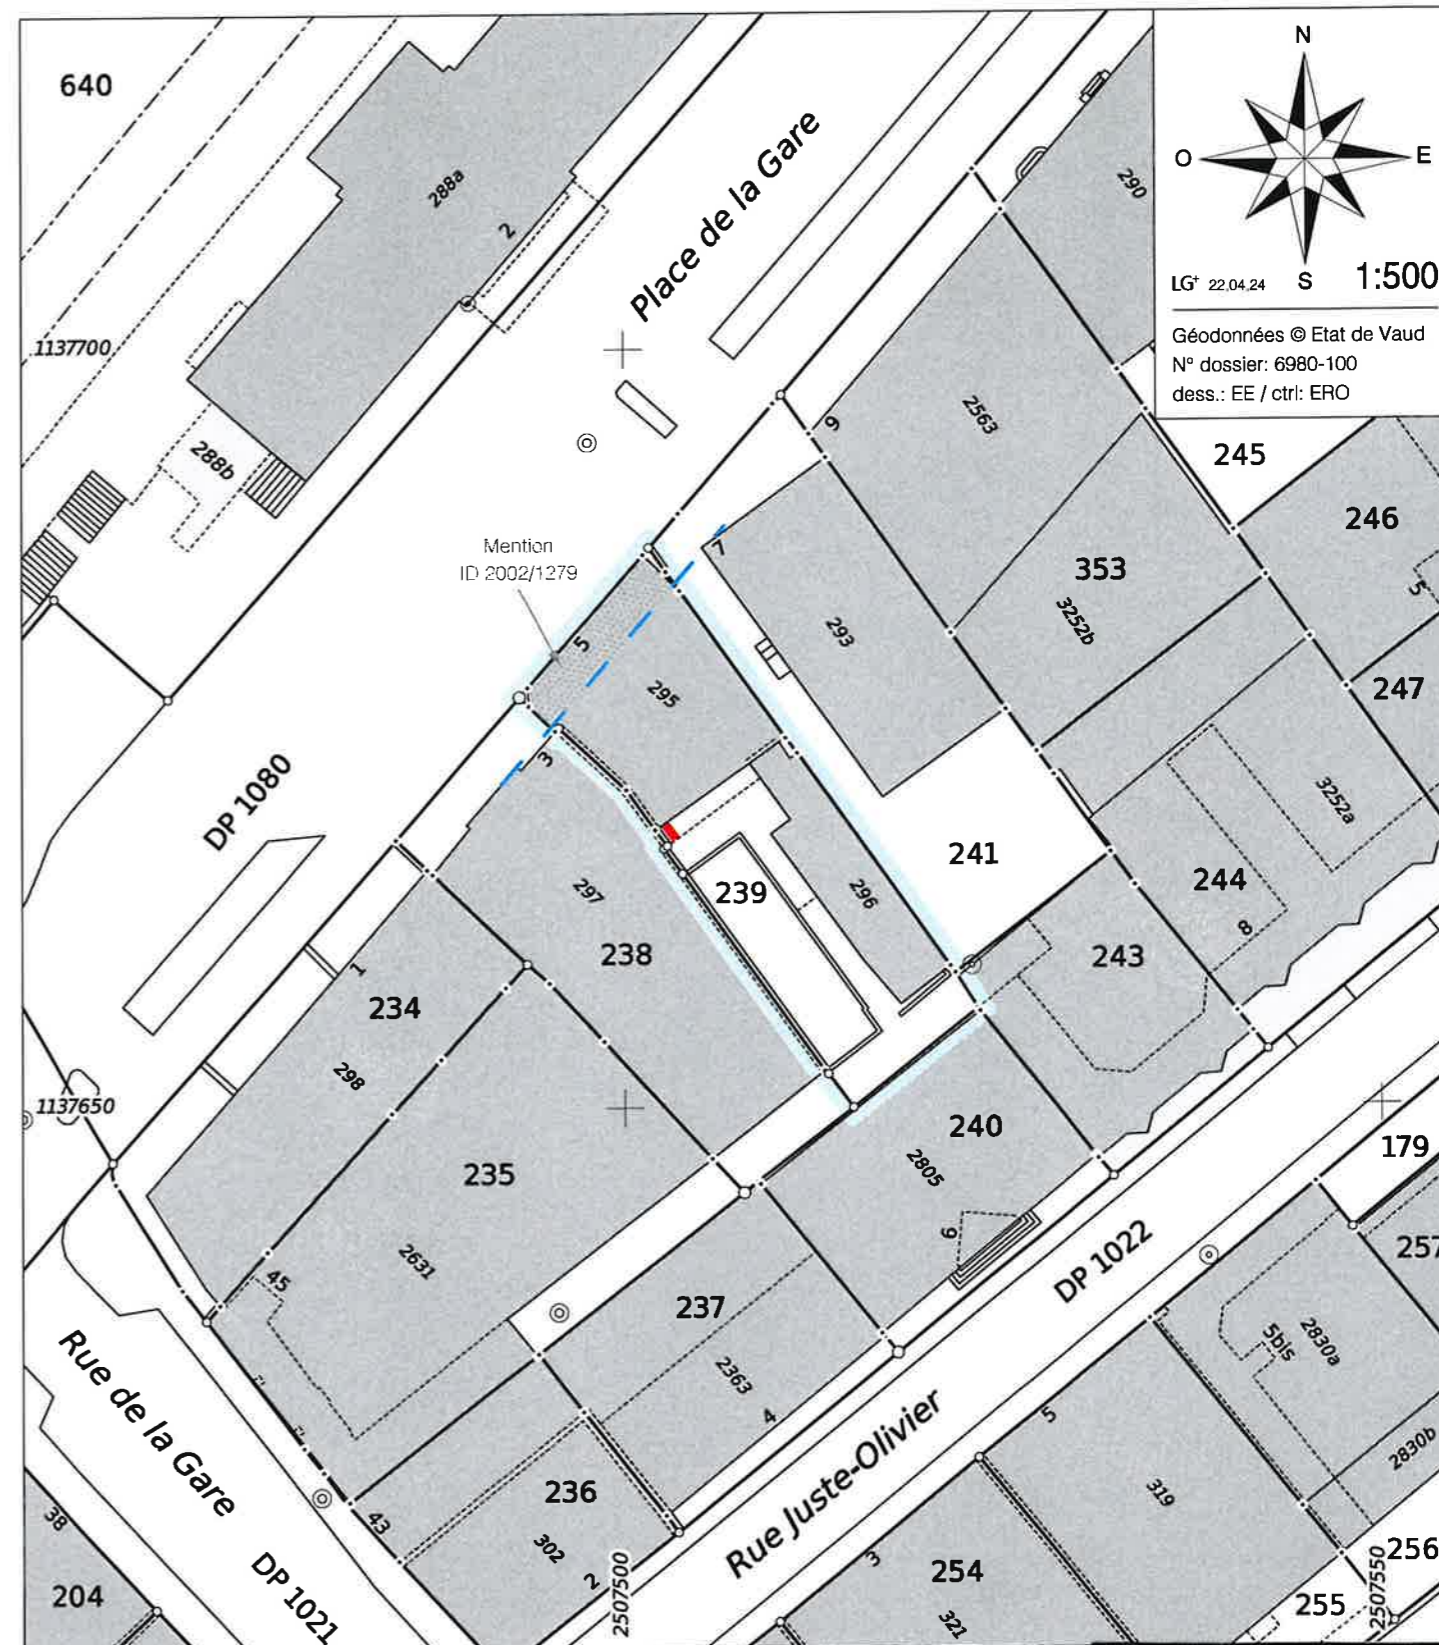 640
288a
2
Place de la Gare
N
O
E
S
LG⁺ 22.04.24
1:500
Géodonnées © Etat de Vaud
N° dossier: 6980-100
dess.: EE / ctrl: ERO
290
1137700
288b
9
2563
245
246
5
Mention
ID 2002/1279
7
5
353
3252b
293
295
247
3
DP 1080
3252a
241
244
239
296
297
8
238
243
1
234
298
1137650
240
2805
179
235
6
DP 1022
257
2631
45
237
2830a
5bis
Rue de la Gare
2363
4
5
2830b
Rue Juste-Olivier
236
319
38
43
302
3
2
2507500
254
256
2507550
204
DP 1021
255
321